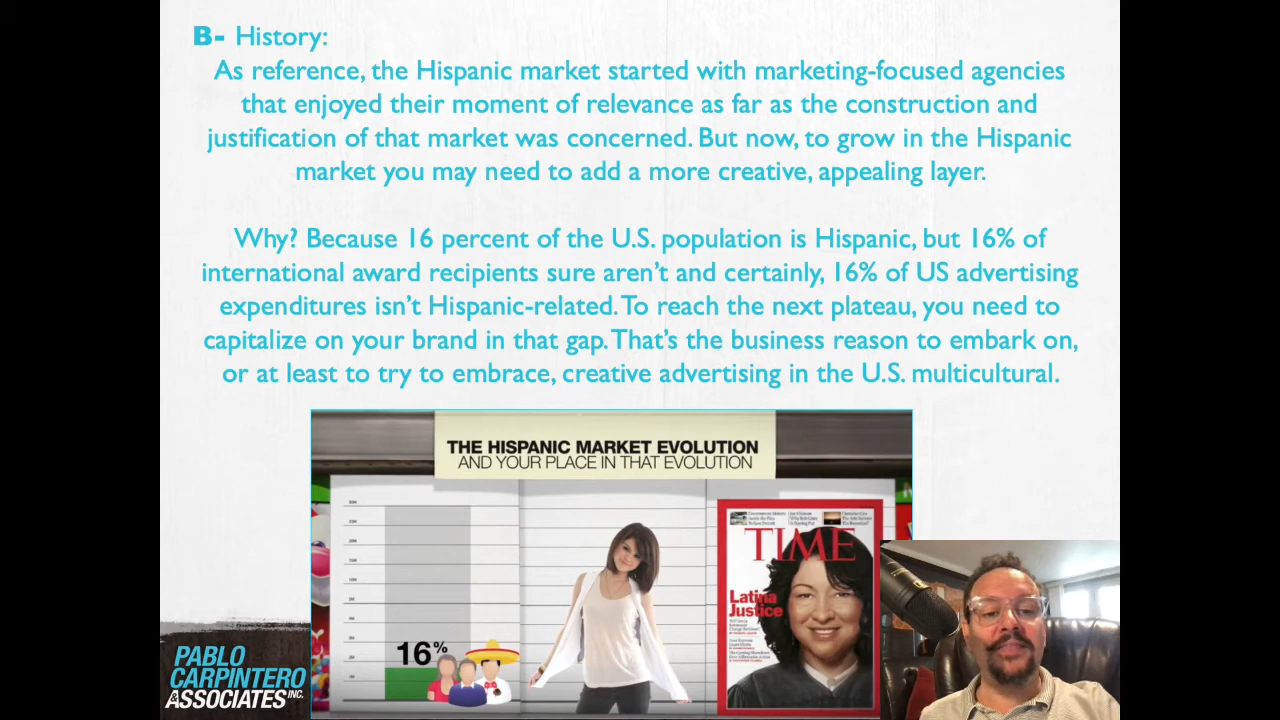 B- History:
As reference, the Hispanic market started with marketing-focused agencies
that enjoyed their moment of relevance as far as the construction and
justification of that market was concerned. But now, to grow in the Hispanic
market you may need to add a more creative, appealing layer.
Why? Because 16 percent of the U.S. population is Hispanic, but 16% of
international award recipients sure aren’t and certainly, 16% of US advertising
expenditures isn’t Hispanic-related. To reach the next plateau, you need to
capitalize on your brand in that gap. That’s the business reason to embark on,
or at least to try to embrace, creative advertising in the U.S. multicultural.
THE HISPANIC MARKET EVOLUTION
AND YOUR PLACE IN THAT EVOLUTION
TIME
Latina
Justice
16%
PABLO
CARPINTERO
& ASSOCIATES INC.